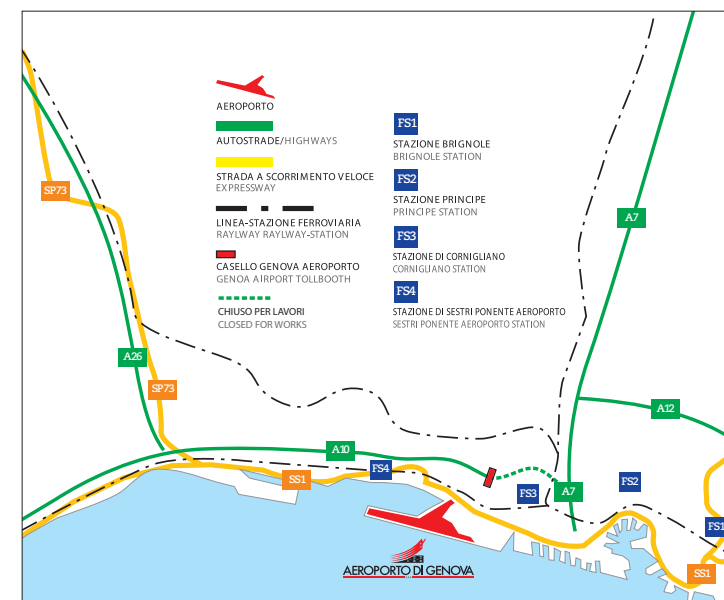 AEROPORTO
AUTOSTRADE/HIGHWAYS
STRADA A SCORRIMENTO VELOCE
EXPRESSWAY
LINEA-STAZIONE FERROVIARIA
RAYLWAY RAYLWAY-STATION
CASELLO GENOVA AEROPORTO
GENOA AIRPORT TOLLBOOTH
CHIUSO PER LAVORI
CLOSED FOR WORKS
FS1
STAZIONE BRIGNOLE
BRIGNOLE STATION
FS2
STAZIONE PRINCIPE
PRINCIPE STATION
FS3
STAZIONE DI CORNIGLIANO
CORNIGLIANO STATION
FS4
STAZIONE DI SESTRI PONENTE AEROPORTO
SESTRI PONENTE AEROPORTO STATION
SP73
A7
A26
SP73
A12
A10
FS4
SS1
FS3
A7
FS2
FS1
SS1
AEROPORTO DI GENOVA